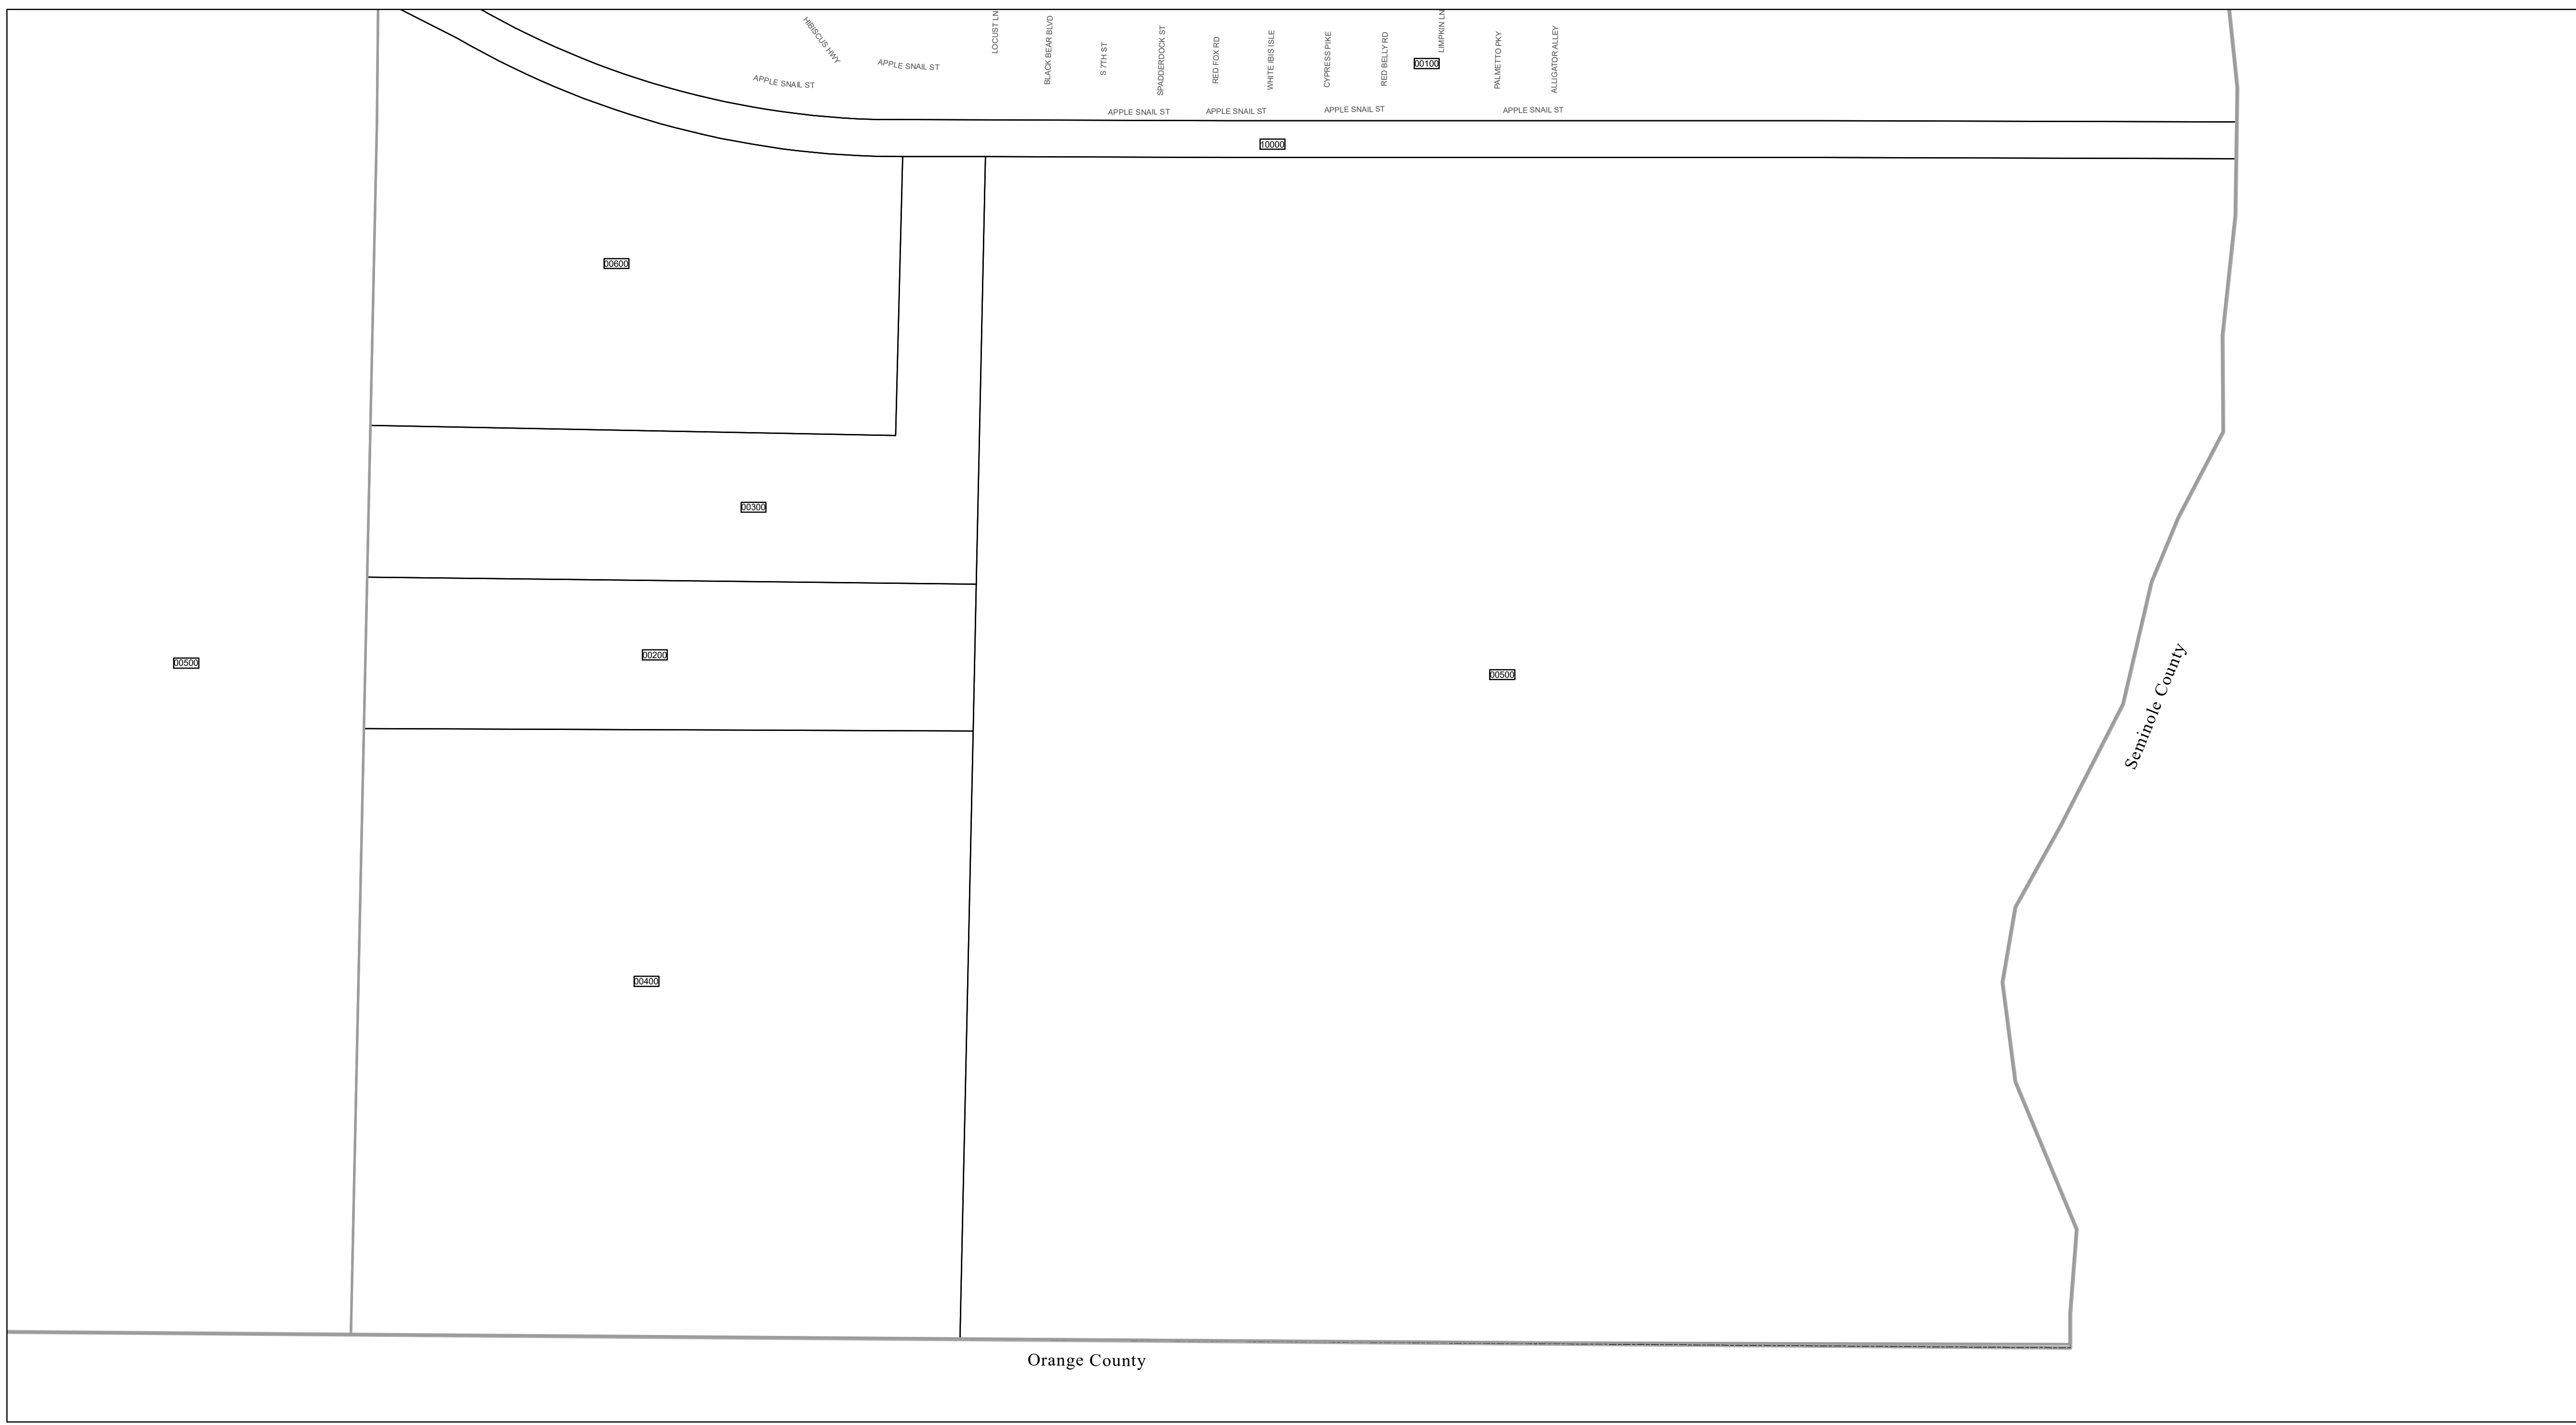 HIBISCUS HWY
LOCUST LN
BLACK BEAR BLVD
S 7TH ST
SPADDERDOCK ST
RED FOX RD
WHITE IBIS ISLE
CYPRESS PIKE
RED BELLY RD
LIMPKIN LN
PALMETTO PKY
ALLIGATOR ALLEY
APPLE SNAIL ST
00100
APPLE SNAIL ST
APPLE SNAIL ST
APPLE SNAIL ST
APPLE SNAIL ST
APPLE SNAIL ST
10000
00600
00300
00200
00500
00500
Seminole County
00400
Orange County